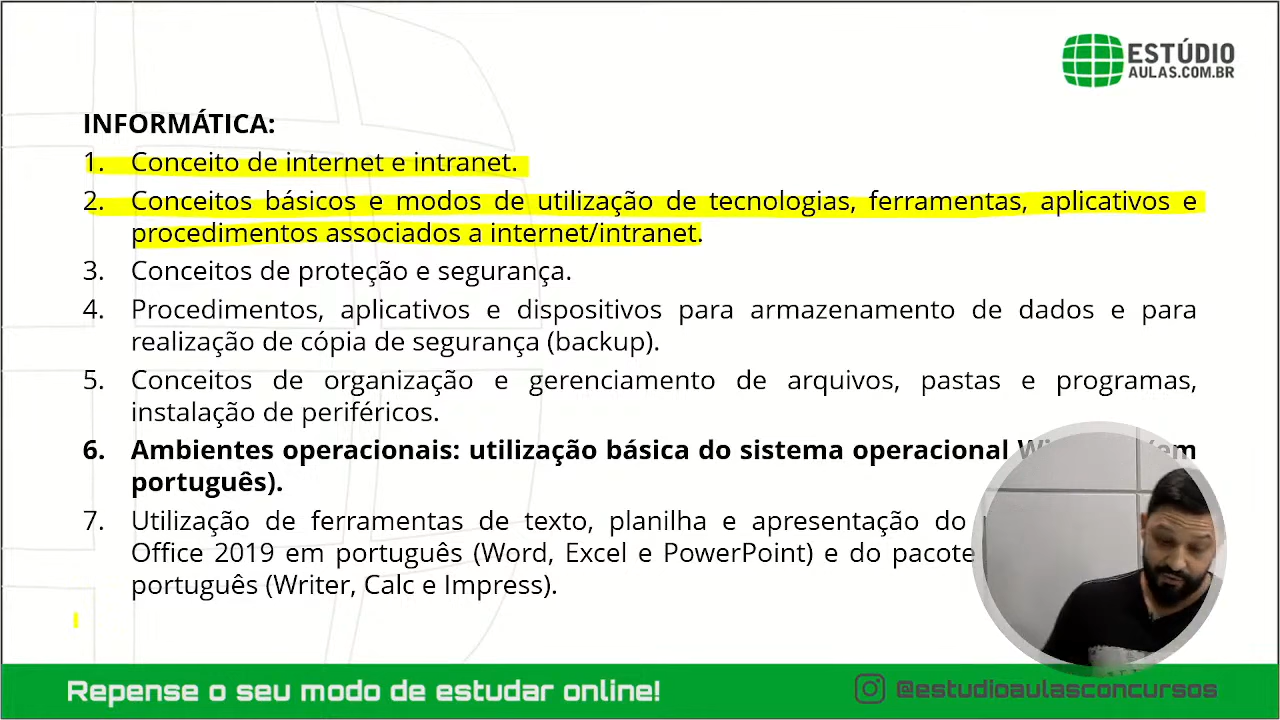 ESTÚDIO
AULAS.COM.BR
INFORMÁTICA:
1. Conceito de internet e intranet.
2. Conceitos básicos e modos de utilização de tecnologias, ferramentas, aplicativos e
procedimentos associados a internet/intranet.
3. Conceitos de proteção e segurança.
4. Procedimentos, aplicativos e dispositivos para armazenamento de dados e para
realização de cópia de segurança (backup).
5. Conceitos de organização e gerenciamento de arquivos, pastas e programas,
instalação de periféricos.
6. Ambientes operacionais: utilização básica do sistema operacional (em
português).
7. Utilização de ferramentas de texto, planilha e apresentação do
Office 2019 em português (Word, Excel e PowerPoint) e do pacote
português (Writer, Calc e Impress).
Repense o seu modo de estudar online!
@estudioaulasconcursos